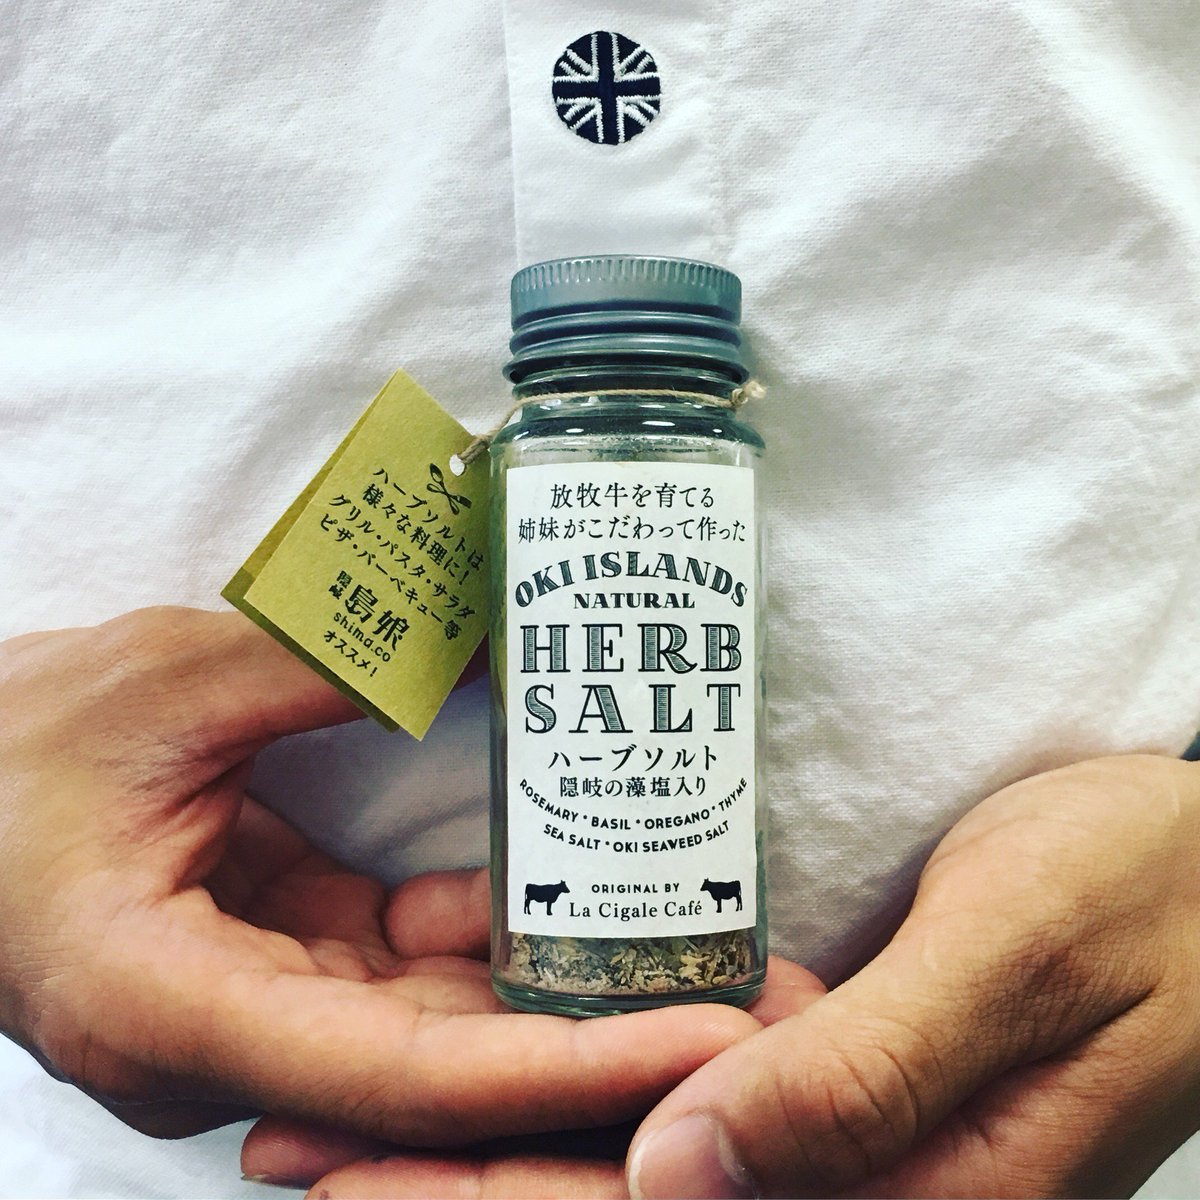 ハーブソルトは
様々な料理に!
グリル・パスタ・サラダ
ピザ・バーベキュー等
隠岐 島娘
shima.co
オススメ!
放牧牛を育てる
姉妹がこだわって作った
OKI ISLANDS
NATURAL
HERB
SALT
ハーブソルト
隠岐の藻塩入り
ROSEMARY * BASIL * OREGANO * THYME
SEA SALT * OKI SEAWEED SALT
ORIGINAL BY
La Cigale Café